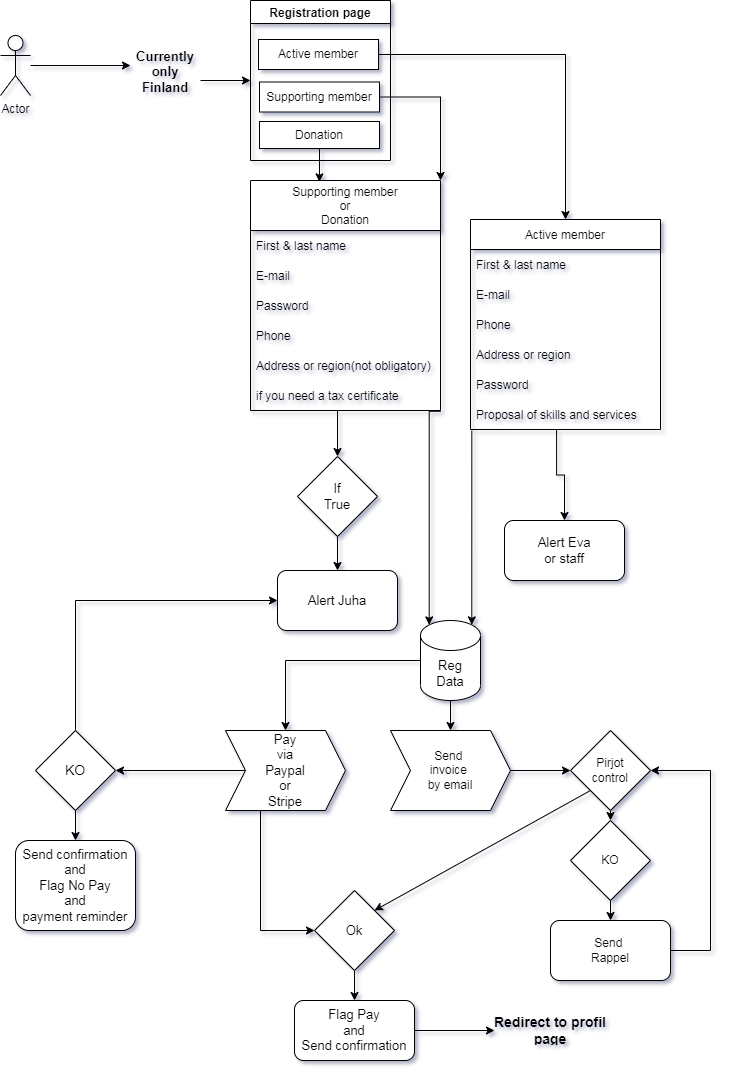 Registration page
Active member
Supporting member
Donation
Currently
only
Finland
Actor
Supporting member
or
Donation
First & last name
E-mail
Password
Phone
Address or region(not obligatory)
if you need a tax certificate
Active member
First & last name
E-mail
Phone
Address or region
Password
Proposal of skills and services
If
True
Alert Eva
or staff
Alert Juha
Reg
Data
Pay
via
Paypal
or
Stripe
Send
invoice
by email
Pirjot
control
KO
Send confirmation
and
Flag No Pay
and
payment reminder
KO
Ok
Send
Rappel
Flag Pay
and
Send confirmation
Redirect to profil
page